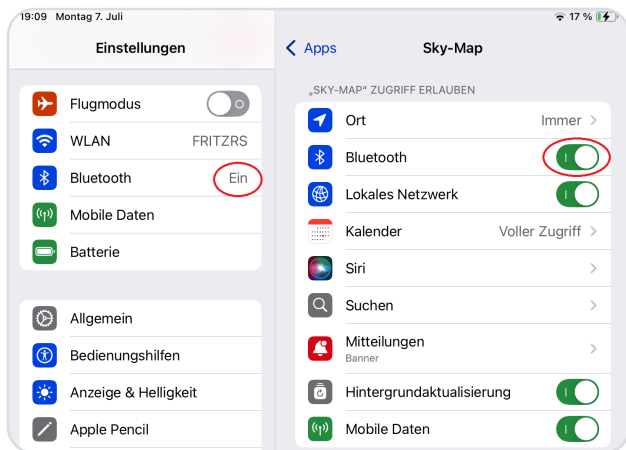 19:09 Montag 7. Juli
17 %
Einstellungen
Flugmodus
WLAN FRITZRS
Bluetooth Ein
Mobile Daten
Batterie
Allgemein
Bedienungshilfen
Anzeige & Helligkeit
Apple Pencil
Apps Sky-Map
„SKY-MAP“ ZUGRIFF ERLAUBEN
Ort Immer
Bluetooth
Lokales Netzwerk
Kalender Voller Zugriff
Siri
Suchen
Mitteilungen
Banner
Hintergrundaktualisierung
Mobile Daten